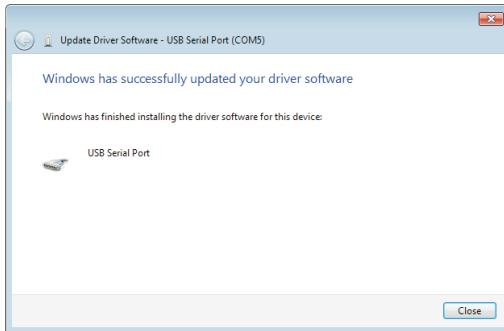 Update Driver Software - USB Serial Port (COM5)
Windows has successfully updated your driver software
Windows has finished installing the driver software for this device:
USB Serial Port
Close